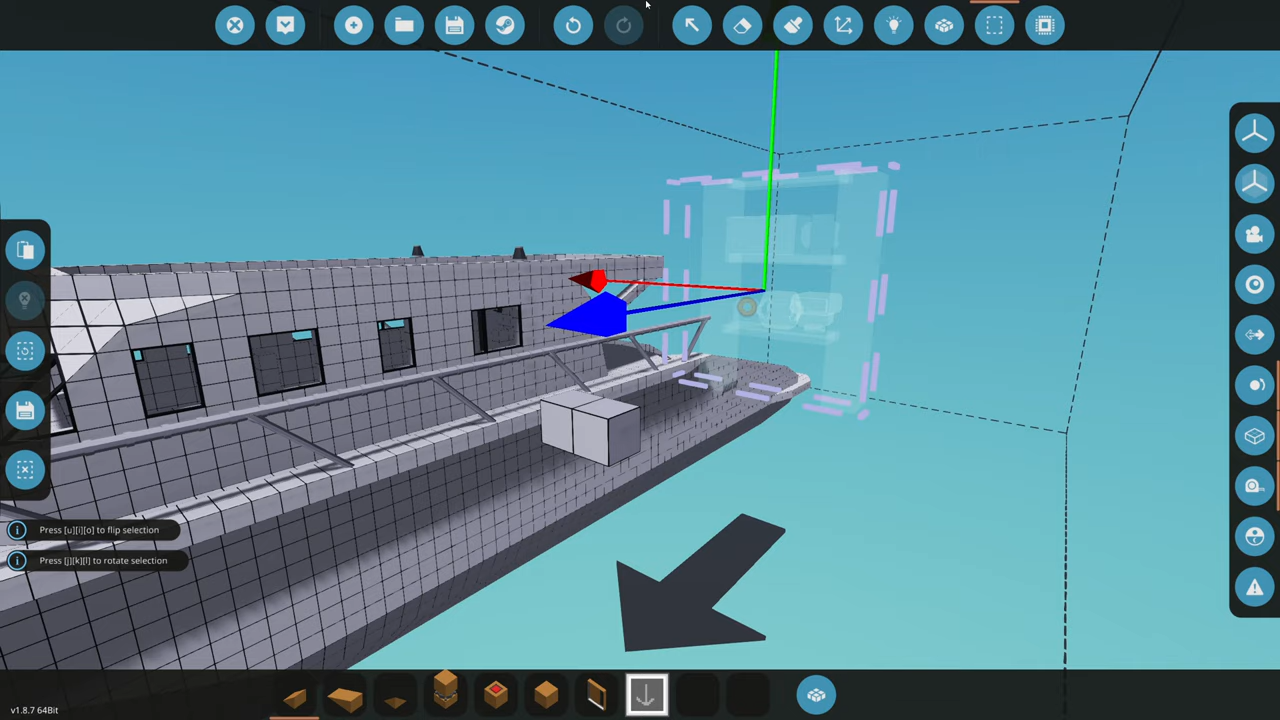 Press [u][i][o] to flip selection
Press [j][k][l] to rotate selection
v1.8.7 64Bit